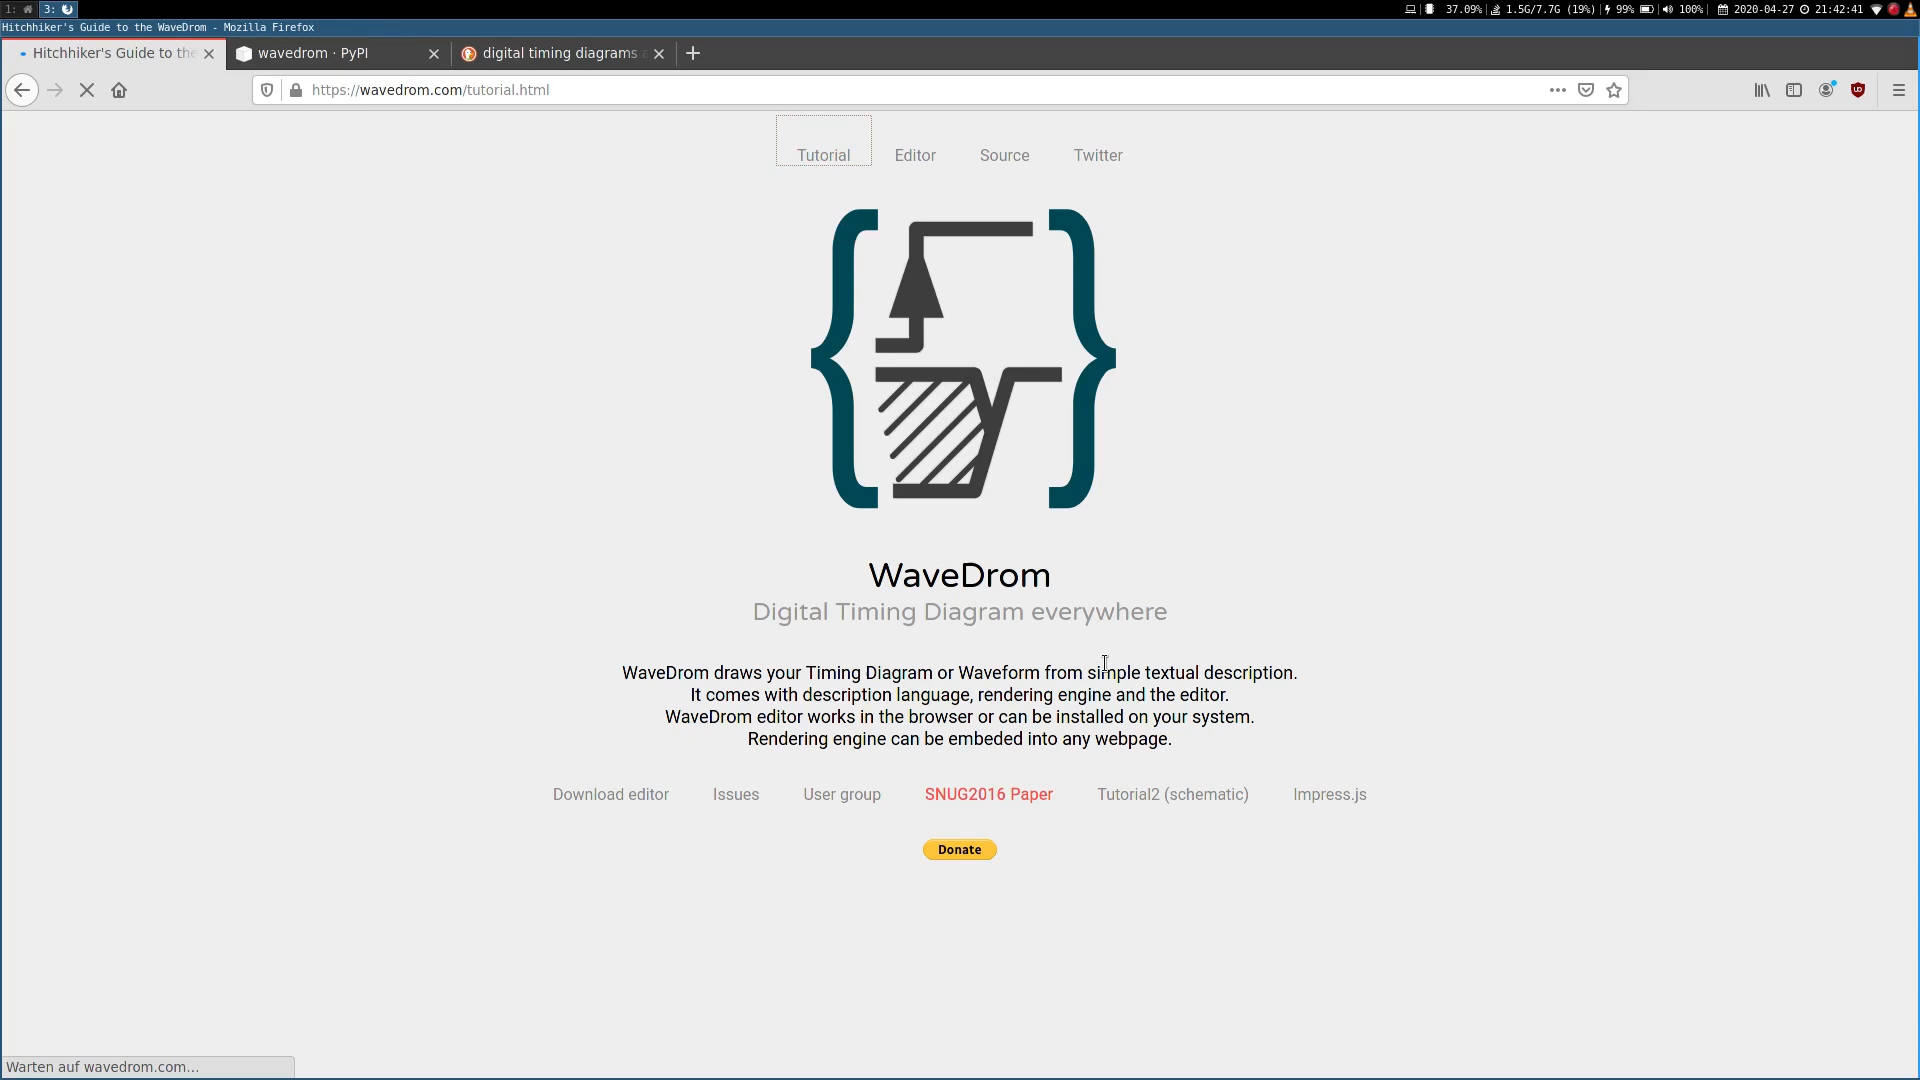 1:
3:
37.09%| 1.5G/7.7G (19%)| 99% | 100%| 2020-04-27 21:42:41
Hitchhiker's Guide to the WaveDrom - Mozilla Firefox
Hitchhiker's Guide to the
wavedrom · PyPI
digital timing diagrams
https://wavedrom.com/tutorial.html
Tutorial
Editor
Source
Twitter
WaveDrom
Digital Timing Diagram everywhere
WaveDrom draws your Timing Diagram or Waveform from simple textual description.
It comes with description language, rendering engine and the editor.
WaveDrom editor works in the browser or can be installed on your system.
Rendering engine can be embeded into any webpage.
Download editor
Issues
User group
SNUG2016 Paper
Tutorial2 (schematic)
Impress.js
Donate
Warten auf wavedrom.com...